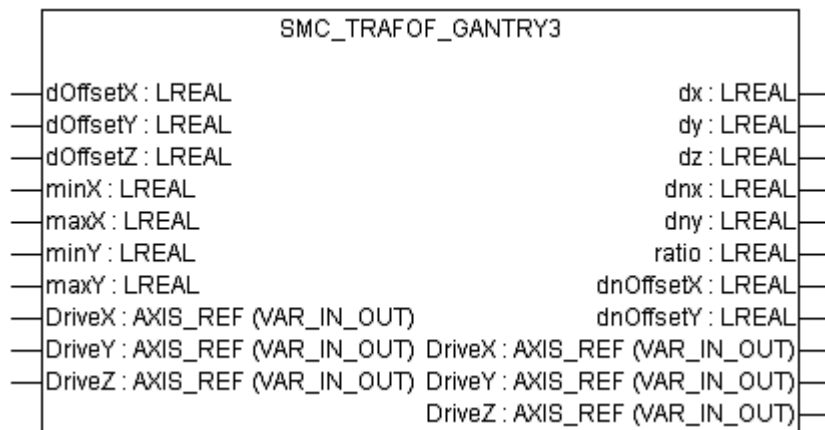 SMC_TRAFOF_GANTRY3
dOffsetX : LREAL dx : LREAL
dOffsetY : LREAL dy : LREAL
dOffsetZ : LREAL dz : LREAL
minX : LREAL dnx : LREAL
maxX : LREAL dny : LREAL
minY : LREAL ratio : LREAL
maxY : LREAL dnOffsetX : LREAL
DriveX : AXIS_REF (VAR_IN_OUT) dnOffsetY : LREAL
DriveY : AXIS_REF (VAR_IN_OUT) DriveX : AXIS_REF (VAR_IN_OUT)
DriveZ : AXIS_REF (VAR_IN_OUT) DriveY : AXIS_REF (VAR_IN_OUT)
DriveZ : AXIS_REF (VAR_IN_OUT)